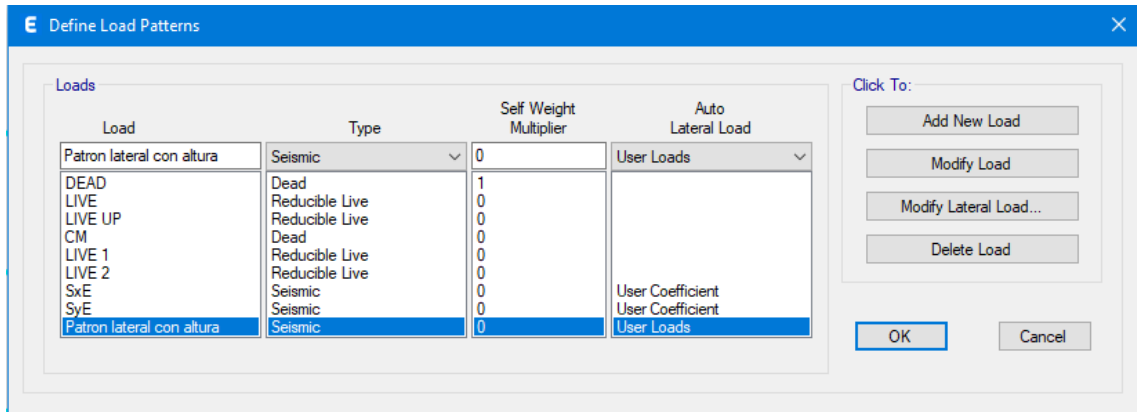 E Define Load Patterns
Loads
Load Type Self Weight Multiplier Auto Lateral Load
Patron lateral con altura Seismic 0 User Loads
DEAD Dead 1
LIVE Reducible Live 0
LIVE UP Reducible Live 0
CM Dead 0
LIVE 1 Reducible Live 0
LIVE 2 Reducible Live 0
SxE Seismic 0 User Coefficient
SyE Seismic 0 User Coefficient
Patron lateral con altura Seismic 0 User Loads
Click To:
Add New Load
Modify Load
Modify Lateral Load...
Delete Load
OK Cancel